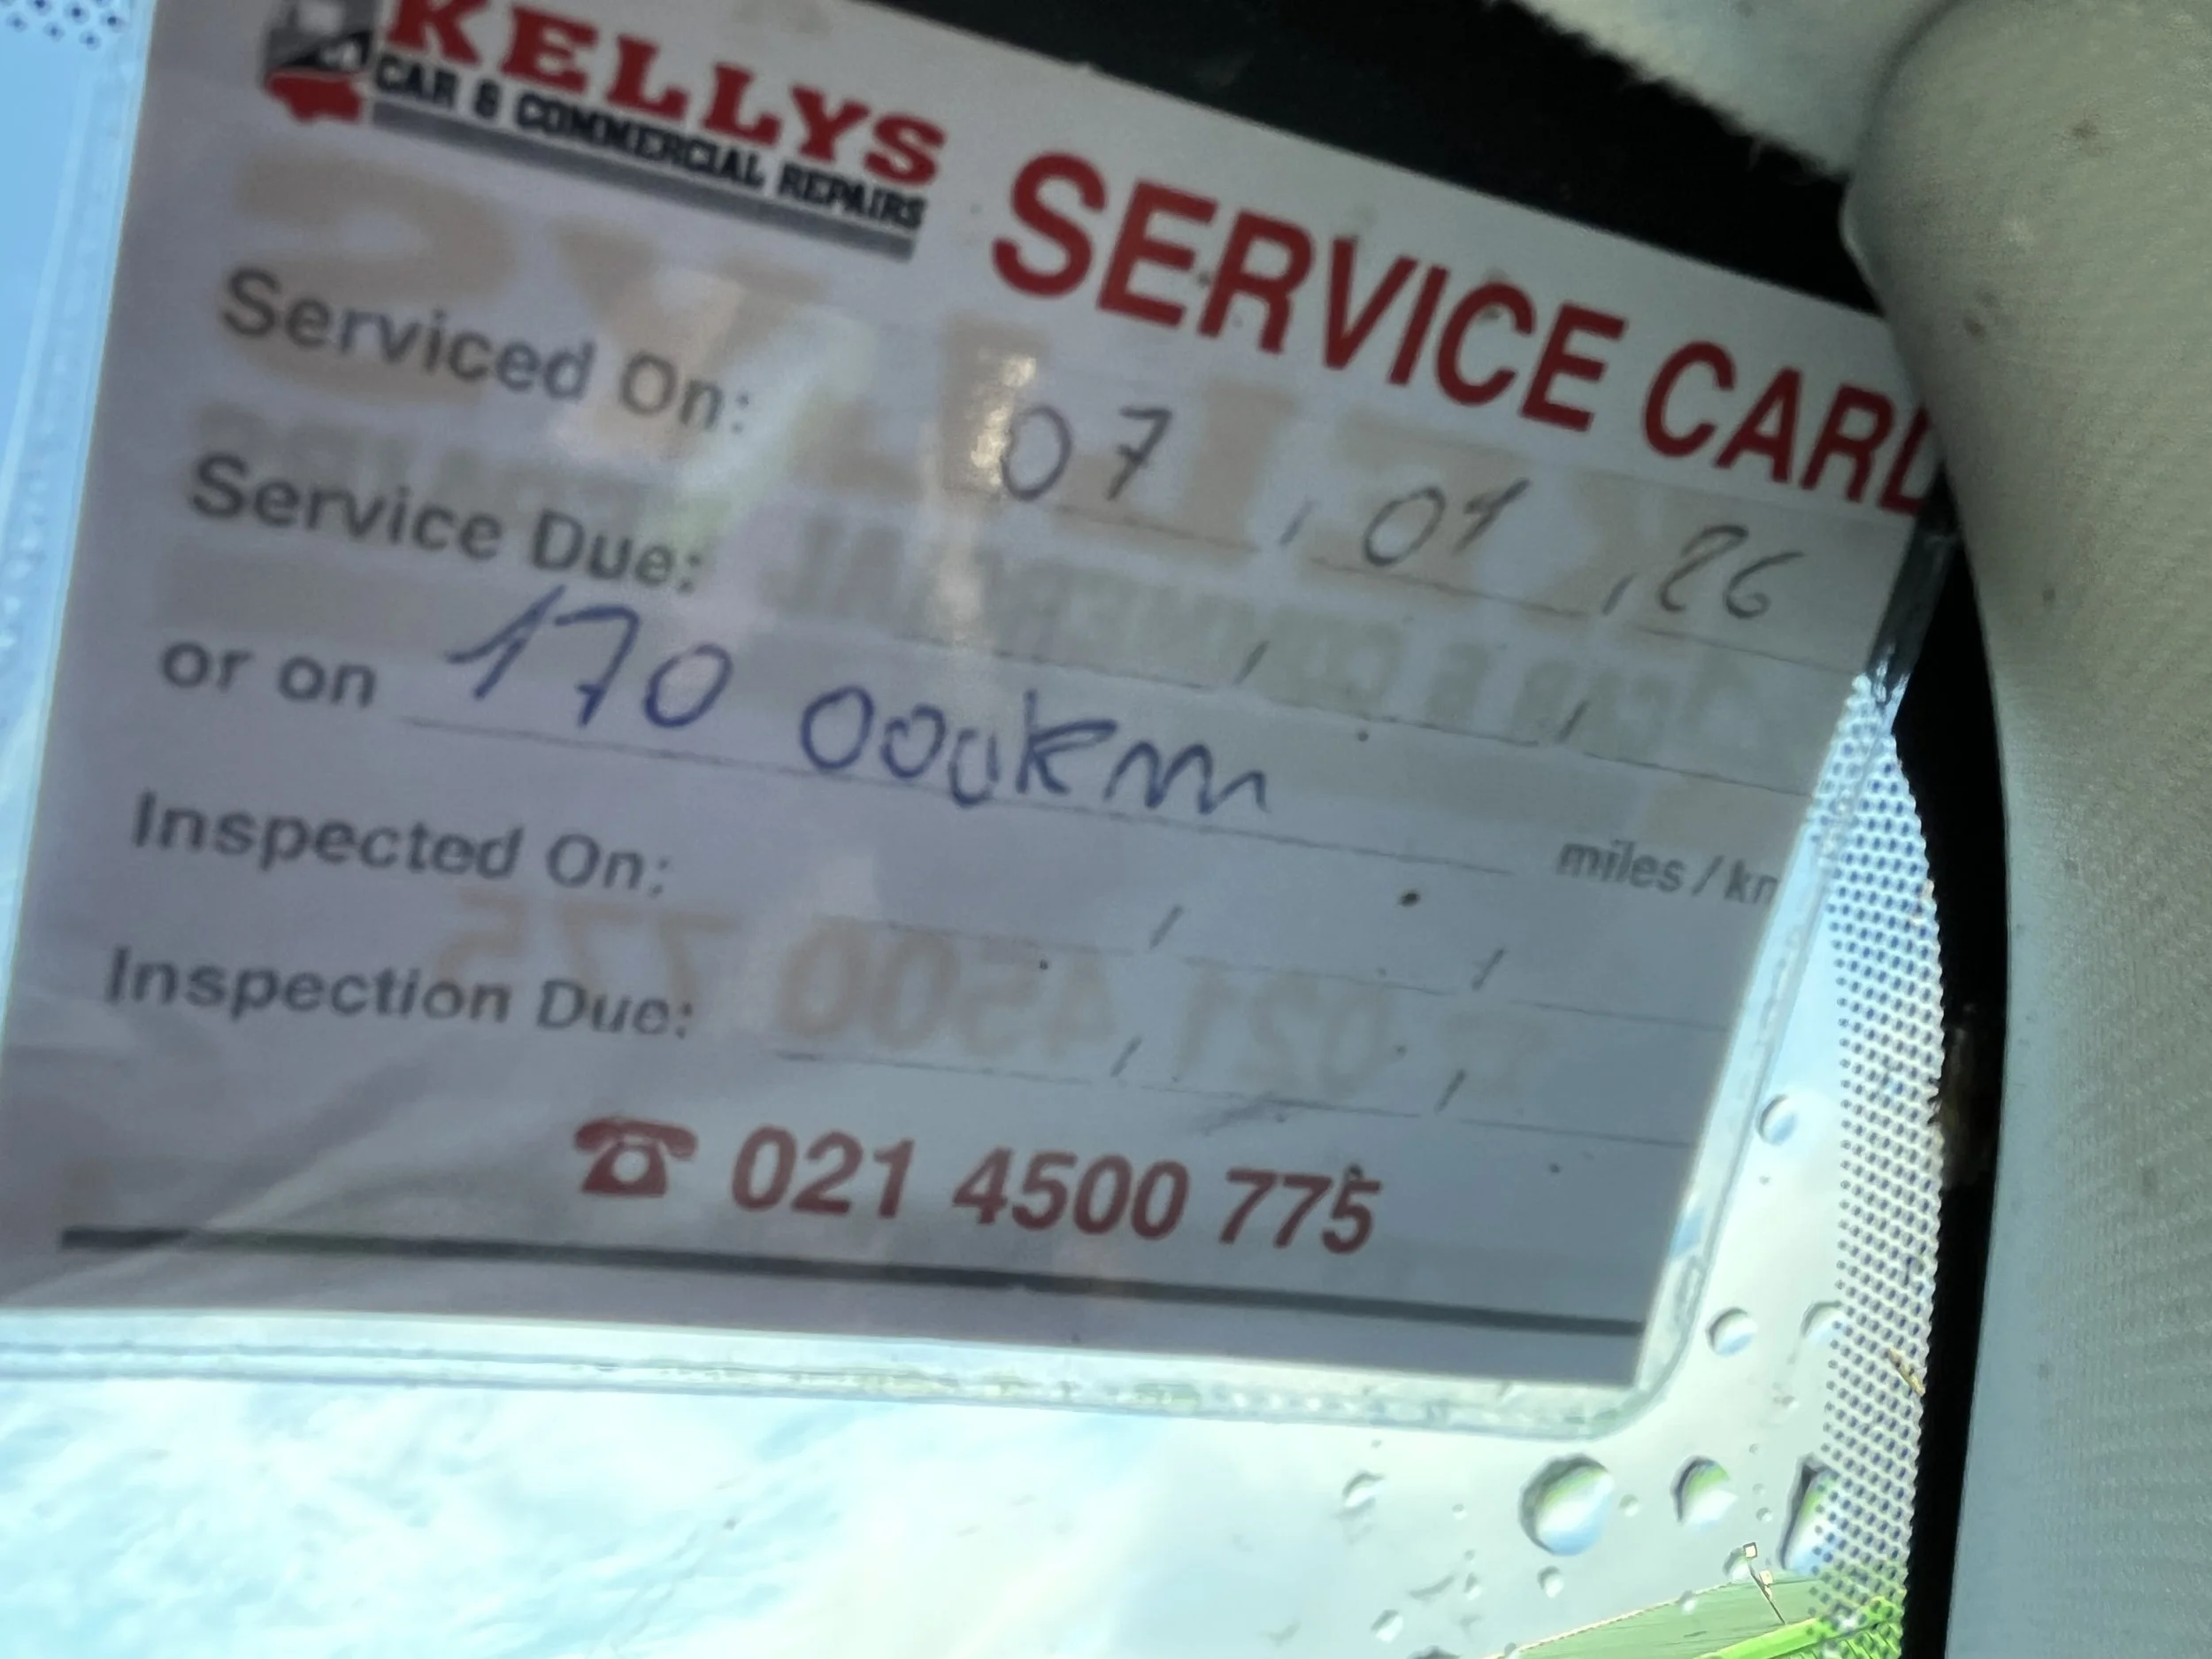 KELLYS
CAR & COMMERCIAL REPAIRS
SERVICE CARD
Serviced On: 07 / 01 / 26
Service Due: / /
or on 170 000km miles / km
Inspected On: / /
Inspection Due: / /
☎ 021 4500 775